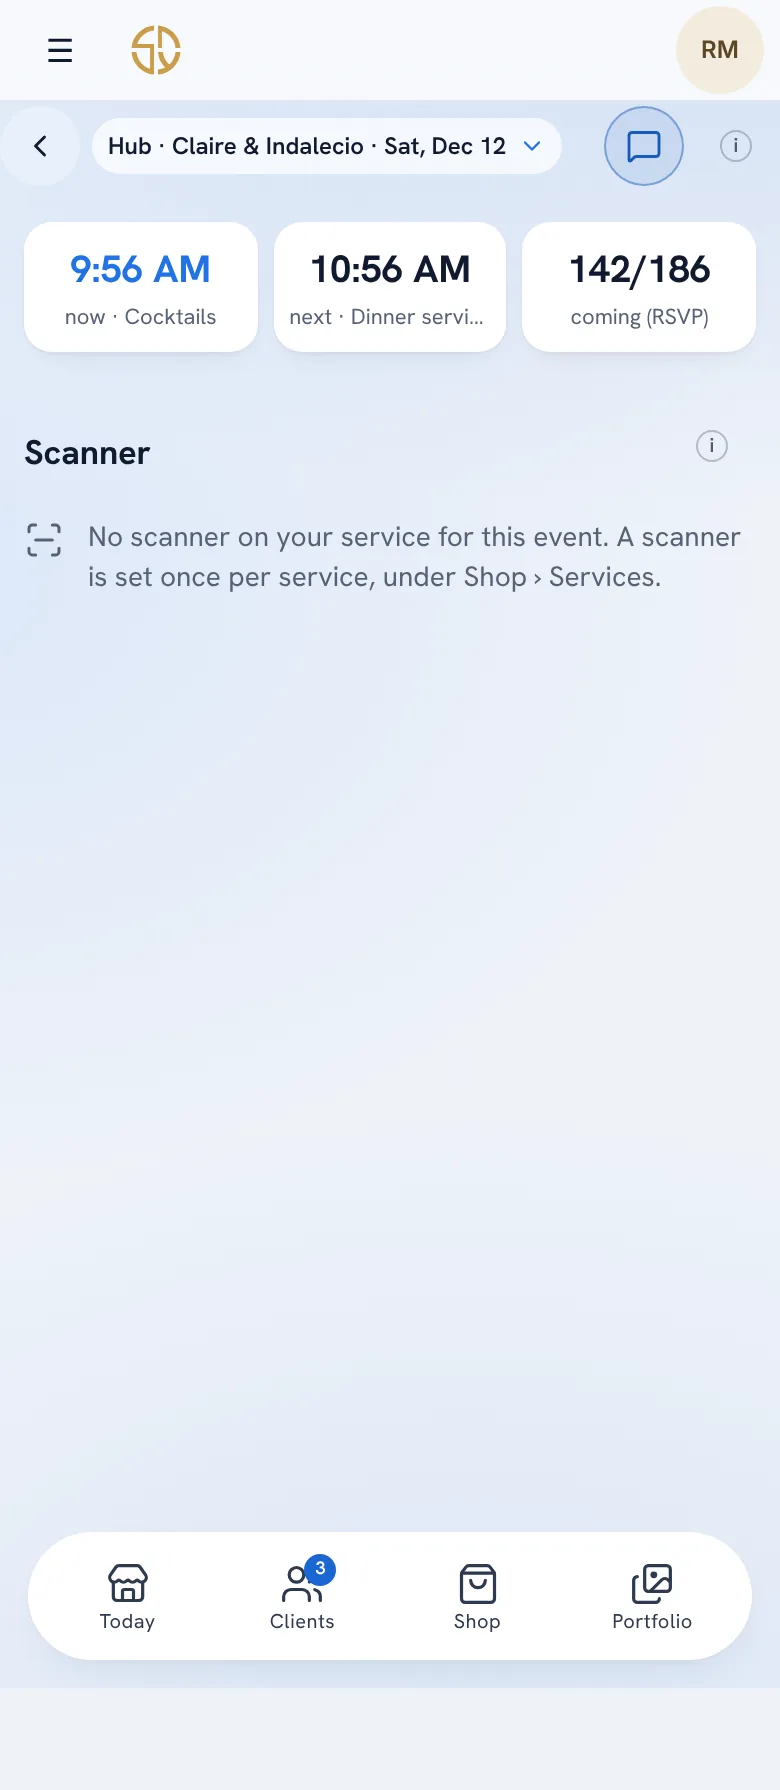 RM
Hub · Claire & Indalecio · Sat, Dec 12
i
9:56 AM
now · Cocktails
10:56 AM
next · Dinner servi...
142/186
coming (RSVP)
Scanner
i
No scanner on your service for this event. A scanner
is set once per service, under Shop › Services.
3
Today
Clients
Shop
Portfolio